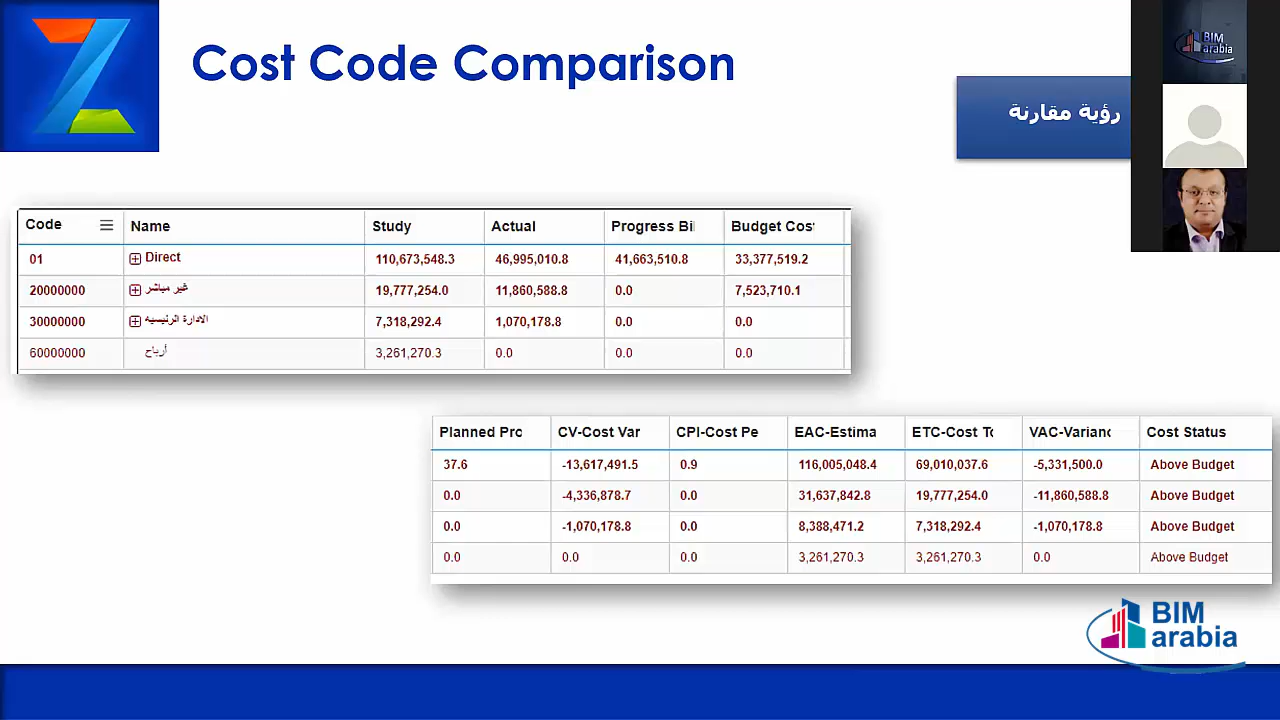 Cost Code Comparison
رؤية مقارنة
BIM
arabia
Code Name Study Actual Progress Bi Budget Cos
01 Direct 110,673,548.3 46,995,010.8 41,663,510.8 33,377,519.2
20000000 غير مباشر 19,777,254.0 11,860,588.8 0.0 7,523,710.1
30000000 الادارة الرئيسيه 7,318,292.4 1,070,178.8 0.0 0.0
60000000 أرباح 3,261,270.3 0.0 0.0 0.0
Planned Pro CV-Cost Var CPI-Cost Pe EAC-Estima ETC-Cost To VAC-Varianc Cost Status
37.6 -13,617,491.5 0.9 116,005,048.4 69,010,037.6 -5,331,500.0 Above Budget
0.0 -4,336,878.7 0.0 31,637,842.8 19,777,254.0 -11,860,588.8 Above Budget
0.0 -1,070,178.8 0.0 8,388,471.2 7,318,292.4 -1,070,178.8 Above Budget
0.0 0.0 0.0 3,261,270.3 3,261,270.3 0.0 Above Budget
BIM
arabia